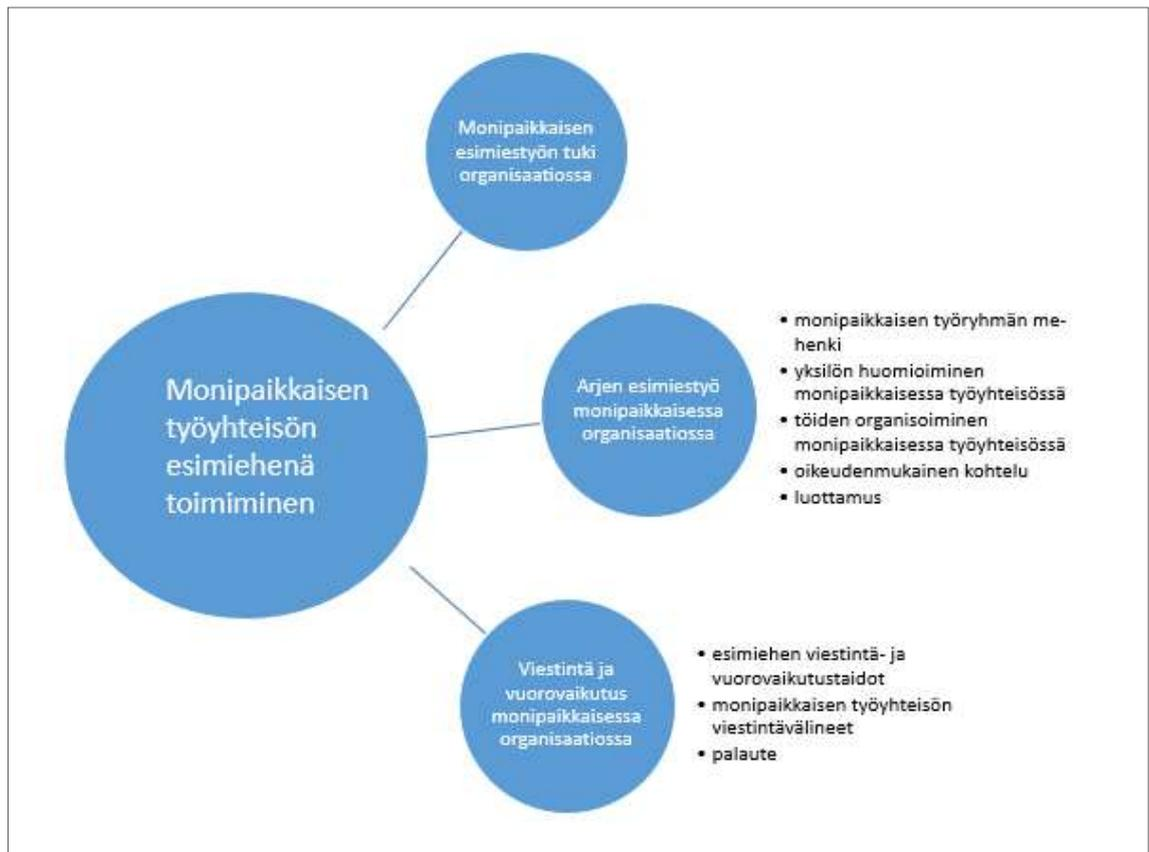 Monipaikkaisen
esimiestyön tuki
organisaatiossa
Monipaikkaisen
työyhteisön
esimiehenä
toimiminen
Arjen esimiestyö
monipaikkaisessa
organisaatiossa
• monipaikkaisen työryhmän me-
henki
• yksilön huomioiminen
monipaikkaisessa työyhteisössä
• töiden organisoiminen
monipaikkaisessa työyhteisössä
• oikeudenmukainen kohtelu
• luottamus
Viestintä ja
vuorovaikutus
monipaikkaisessa
organisaatiossa
• esimiehen viestintä- ja
vuorovaikutustaidot
• monipaikkaisen työyhteisön
viestintävälineet
• palaute